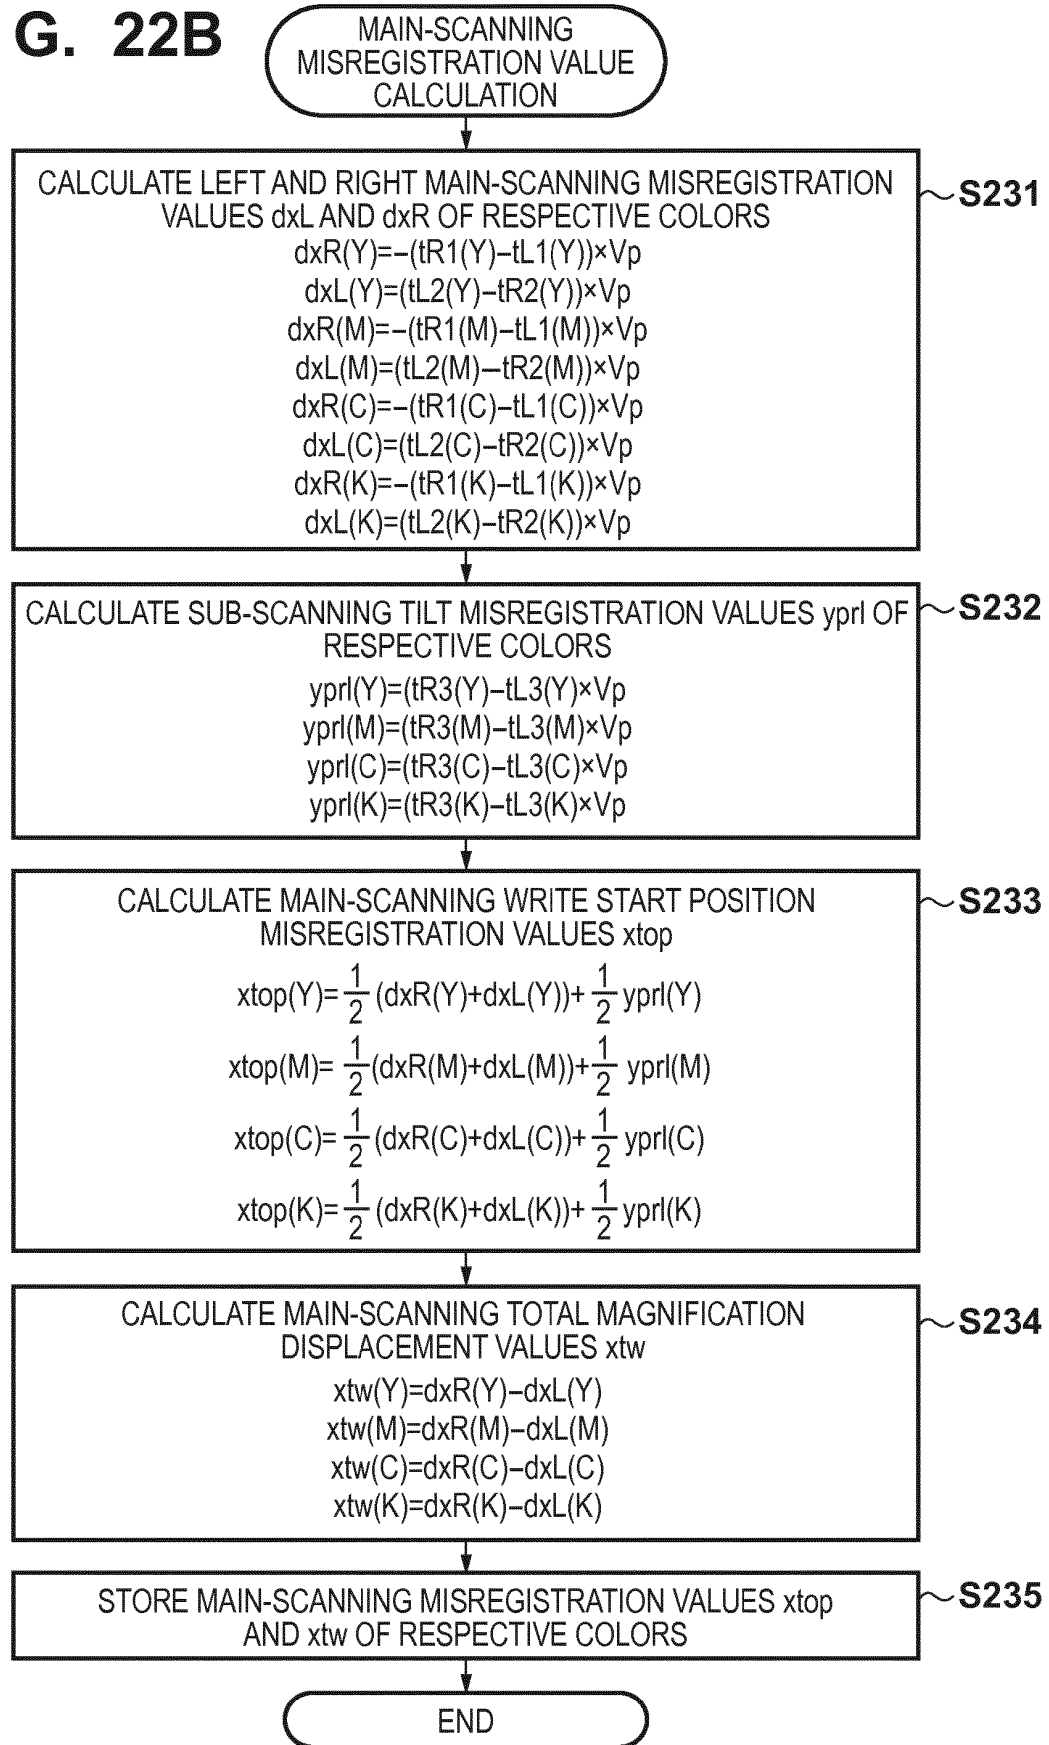 G. 22B
MAIN-SCANNING
MISREGISTRATION VALUE
CALCULATION
CALCULATE LEFT AND RIGHT MAIN-SCANNING MISREGISTRATION
VALUES dxL AND dxR OF RESPECTIVE COLORS
dxR(Y)=−(tR1(Y)−tL1(Y))×Vp
dxL(Y)=(tL2(Y)−tR2(Y))×Vp
dxR(M)=−(tR1(M)−tL1(M))×Vp
dxL(M)=(tL2(M)−tR2(M))×Vp
dxR(C)=−(tR1(C)−tL1(C))×Vp
dxL(C)=(tL2(C)−tR2(C))×Vp
dxR(K)=−(tR1(K)−tL1(K))×Vp
dxL(K)=(tL2(K)−tR2(K))×Vp
S231
CALCULATE SUB-SCANNING TILT MISREGISTRATION VALUES yprl OF
RESPECTIVE COLORS
yprl(Y)=(tR3(Y)−tL3(Y)×Vp
yprl(M)=(tR3(M)−tL3(M)×Vp
yprl(C)=(tR3(C)−tL3(C)×Vp
yprl(K)=(tR3(K)−tL3(K)×Vp
S232
CALCULATE MAIN-SCANNING WRITE START POSITION
MISREGISTRATION VALUES xtop
xtop(Y)=1/2 (dxR(Y)+dxL(Y))+1/2 yprl(Y)
xtop(M)=1/2 (dxR(M)+dxL(M))+1/2 yprl(M)
xtop(C)=1/2 (dxR(C)+dxL(C))+1/2 yprl(C)
xtop(K)=1/2 (dxR(K)+dxL(K))+1/2 yprl(K)
S233
CALCULATE MAIN-SCANNING TOTAL MAGNIFICATION
DISPLACEMENT VALUES xtw
xtw(Y)=dxR(Y)−dxL(Y)
xtw(M)=dxR(M)−dxL(M)
xtw(C)=dxR(C)−dxL(C)
xtw(K)=dxR(K)−dxL(K)
S234
STORE MAIN-SCANNING MISREGISTRATION VALUES xtop
AND xtw OF RESPECTIVE COLORS
S235
END